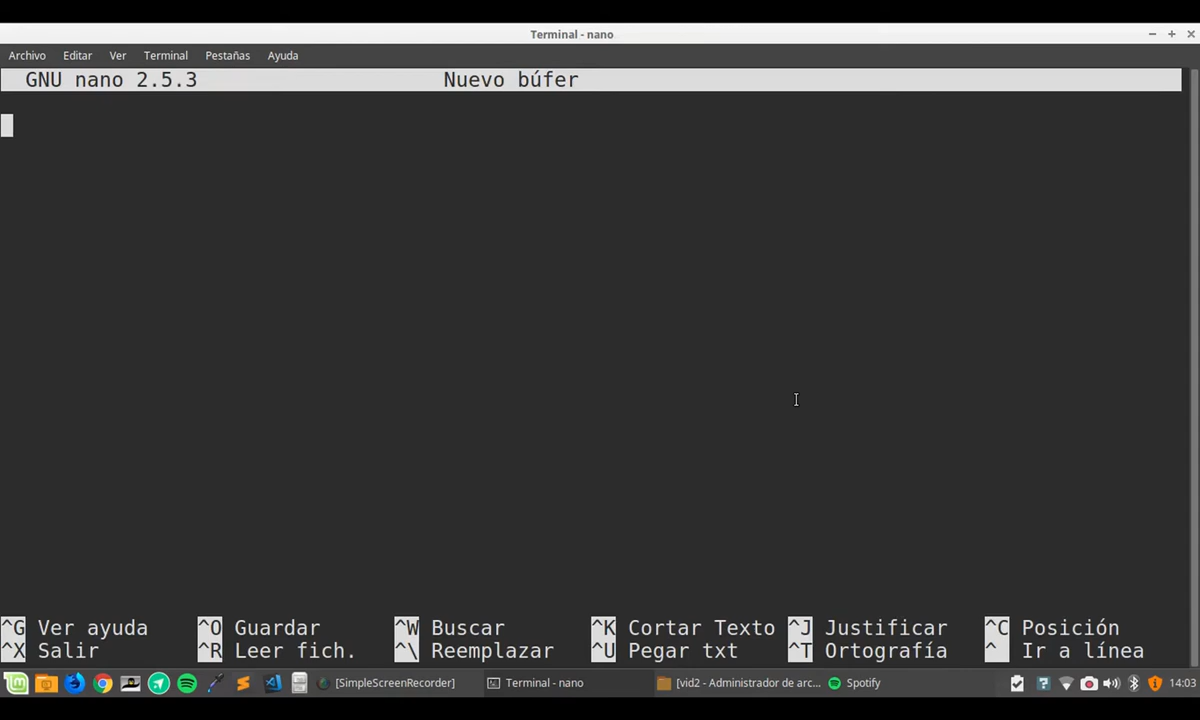 Terminal - nano
Archivo Editar Ver Terminal Pestañas Ayuda
GNU nano 2.5.3 Nuevo búfer
^G Ver ayuda ^O Guardar ^W Buscar ^K Cortar Texto ^J Justificar ^C Posición
^X Salir ^R Leer fich. ^\ Reemplazar ^U Pegar txt ^T Ortografía ^ Ir a línea
[SimpleScreenRecorder] Terminal - nano [vid2 - Administrador de arc... Spotify 14:03